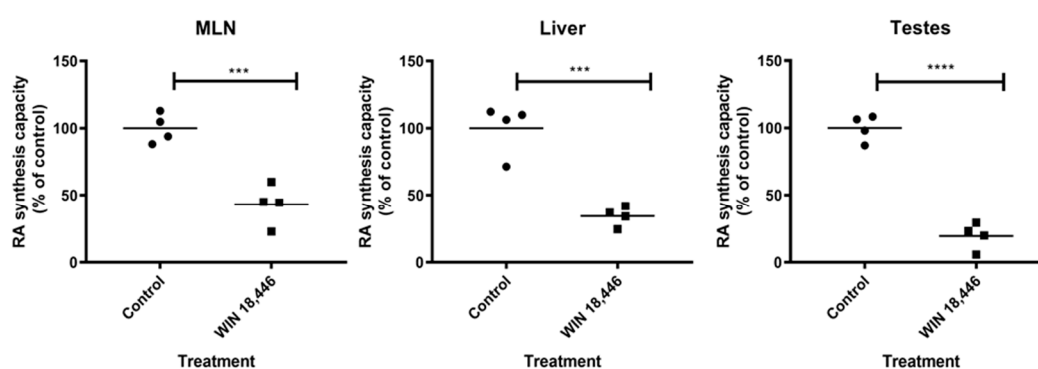 MLN
RA synthesis capacity
(% of control)
150
100
50
0
***
Control
WIN 18,446
Treatment
Liver
RA synthesis capacity
(% of control)
150
100
50
0
***
Control
WIN 18,446
Treatment
Testes
RA synthesis capacity
(% of control)
150
100
50
0
****
Control
WIN 18,446
Treatment